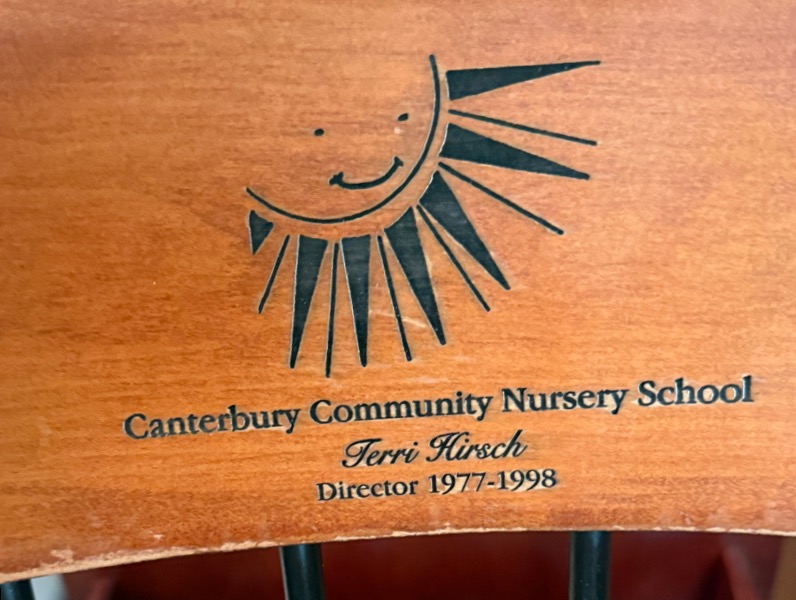 Canterbury Community Nursery School
Terri Hirsch
Director 1977-1998